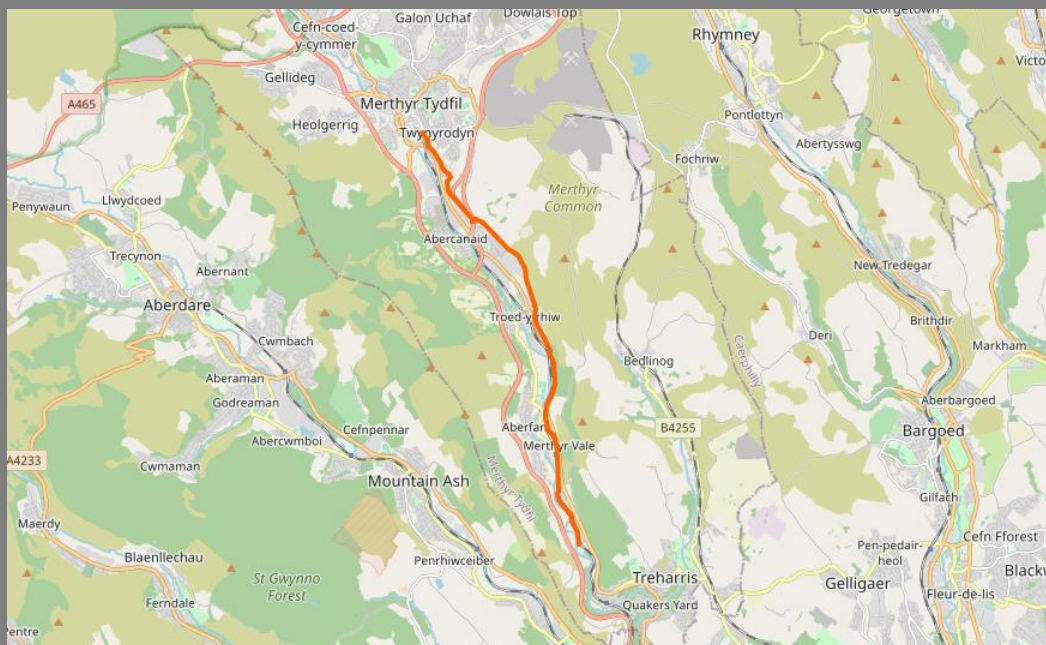 Cefn-coed-
y-cymmer
Galon Uchaf
Dowlais Top
Georgetown
Rhymney
Gellideg
A465
Merthyr Tydfil
Heolgerrig
Twynyrodyn
Pontlottyn
Abertysswg
Fochriw
Llwydcoed
Penywaun
Merthyr
Common
Trecynon
Abernant
Abercanaid
New Tredegar
Aberdare
Troed-y-rhiw
Brithdir
Cwmbach
Deri
Markham
Bedlinog
Caerphilly
Aberaman
Godreaman
Aberbargoed
Cefnpennar
Aberfan
B4255
Bargoed
Abercwmboi
Merthyr Vale
A4233
Cwmaman
Mountain Ash
Merthyr Tydfil
Gilfach
Maerdy
Cefn Fforest
Blaenllechau
Penrhiwceiber
Pen-pedair-
heol
St Gwynno
Forest
Treharris
Gelligaer
Fleur-de-lis
Ferndale
Quakers Yard
Pentre